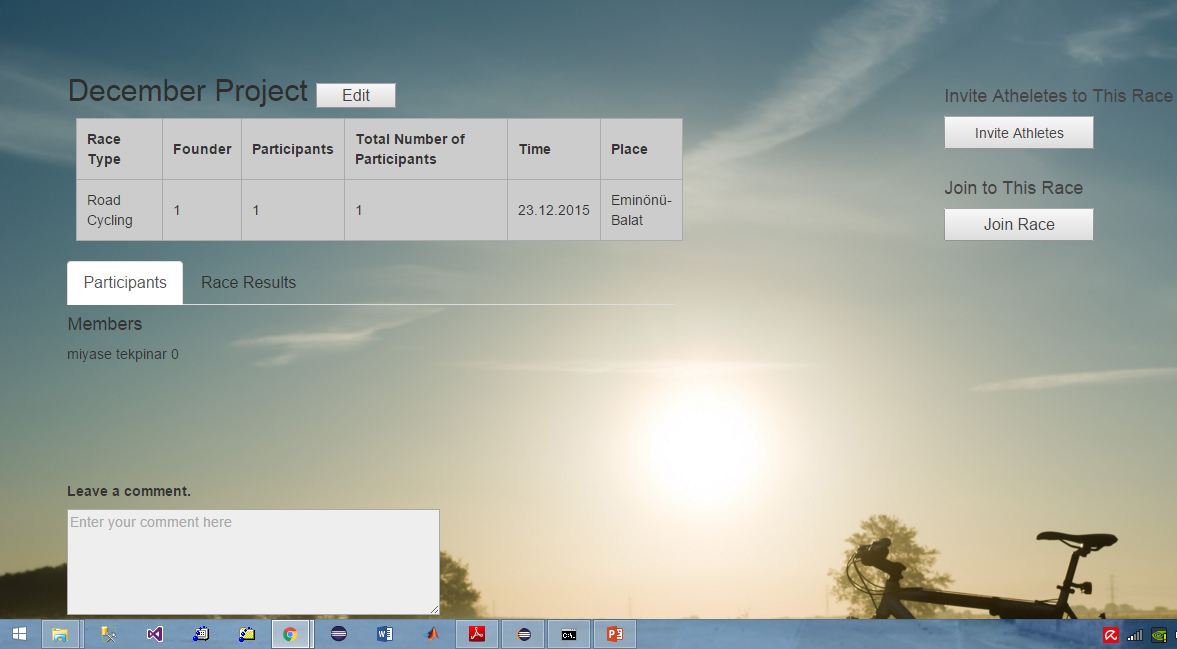 December Project Edit
Invite Atheletes to This Race
Invite Athletes
Join to This Race
Join Race
Race Type Founder Participants Total Number of Participants Time Place
Road Cycling 1 1 1 23.12.2015 Eminönü-Balat
Participants Race Results
Members
miyase tekpinar 0
Leave a comment.
Enter your comment here